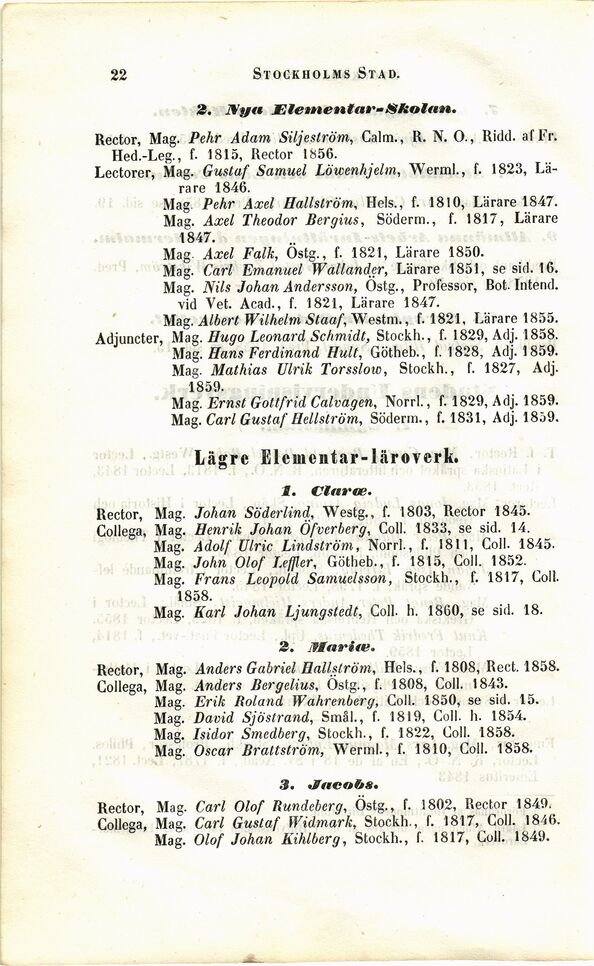 22 STOCKHOLMS STAD.
2. Nya Elementar-Skolan.
Rector, Mag. Pehr Adam Siljeström, Calm., R. N. O., Ridd. af Fr.
Hed.-Leg., f. 1815, Rector 1856.
Lectorer, Mag. Gustaf Samuel Löwenhjelm, Werml., f. 1823, Lä-
rare 1846.
Mag. Pehr Axel Hallström, Hels., f. 1810, Lärare 1847.
Mag. Axel Theodor Bergius, Söderm., f. 1817, Lärare
1847.
Mag. Axel Falk, Östg., f. 1821, Lärare 1850.
Mag. Carl Emanuel Wallander, Lärare 1851, se sid. 16.
Mag. Nils Johan Andersson, Östg., Professor, Bot. Intend.
vid Vet. Acad., f. 1821, Lärare 1847.
Mag. Albert Wilhelm Staaf, Westm., f. 1821, Lärare 1855.
Adjuncter, Mag. Hugo Leonard Schmidt, Stockh., f. 1829, Adj. 1858.
Mag. Hans Ferdinand Hult, Götheb., f. 1828, Adj. 1859.
Mag. Mathias Ulrik Torsslow, Stockh., f. 1827, Adj.
1859.
Mag. Ernst Gottfrid Calvagen, Norrl., f. 1829, Adj. 1859.
Mag. Carl Gustaf Hellström, Söderm., f. 1831, Adj. 1859.
Lägre Elementar-läroverk.
1. Claræ.
Rector, Mag. Johan Söderlind, Westg., f. 1803, Rector 1845.
Collega, Mag. Henrik Johan Öfverberg, Coll. 1833, se sid. 14.
Mag. Adolf Ulric Lindström, Norrl., f. 1811, Coll. 1845.
Mag. John Olof Leffler, Götheb., f. 1815, Coll. 1852.
Mag. Frans Leopold Samuelsson, Stockh., f. 1817, Coll.
1858.
Mag. Karl Johan Ljungstedt, Coll. h. 1860, se sid. 18.
2. Mariæ.
Rector, Mag. Anders Gabriel Hallström, Hels., f. 1808, Rect. 1858.
Collega, Mag. Anders Bergelius, Östg., f. 1808, Coll. 1843.
Mag. Erik Roland Wahrenberg, Coll. 1850, se sid. 15.
Mag. David Sjöstrand, Smål., f. 1819, Coll. h. 1854.
Mag. Isidor Smedberg, Stockh., f. 1822, Coll. 1858.
Mag. Oscar Brattström, Werml., f. 1810, Coll. 1858.
3. Jacobs.
Rector, Mag. Carl Olof Rundeberg, Östg., f. 1802, Rector 1849.
Collega, Mag. Carl Gustaf Widmark, Stockh., f. 1817, Coll. 1846.
Mag. Olof Johan Kihlberg, Stockh., f. 1817, Coll. 1849.